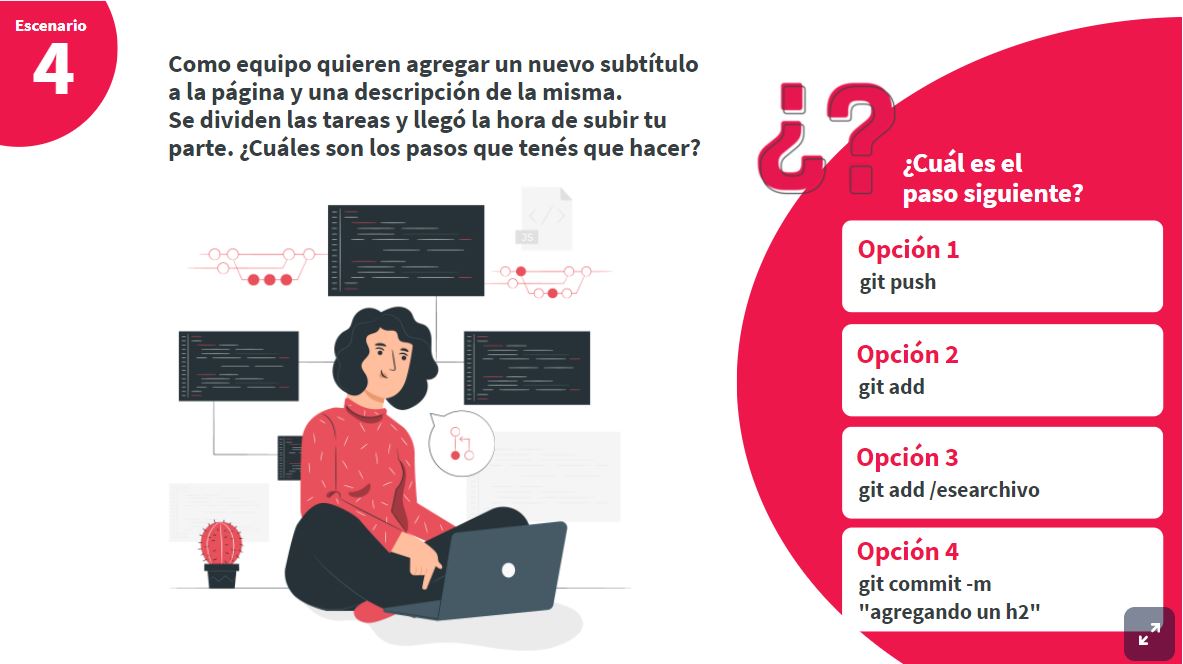 Escenario
4
Como equipo quieren agregar un nuevo subtítulo
a la página y una descripción de la misma.
Se dividen las tareas y llegó la hora de subir tu
parte. ¿Cuáles son los pasos que tenés que hacer?
¿?
¿Cuál es el
paso siguiente?
Opción 1
git push
Opción 2
git add
Opción 3
git add /esearchivo
Opción 4
git commit -m
"agregando un h2"
</>
JS